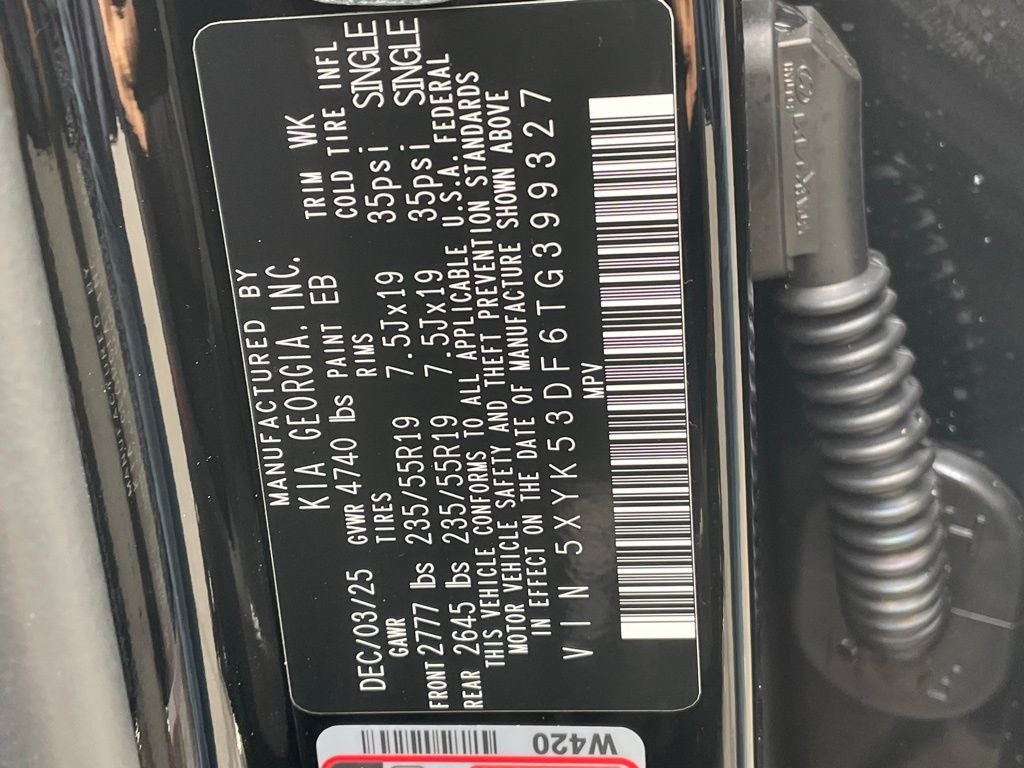 MANUFACTURED BY
KIA GEORGIA, INC.
DEC/03/25 GVWR 4740 lbs PAINT EB TRIM WK
GAWR TIRES RIMS COLD TIRE INFL
FRONT 2777 lbs 235/55R19 7.5Jx19 35psi SINGLE
REAR 2645 lbs 235/55R19 7.5Jx19 35psi SINGLE
THIS VEHICLE CONFORMS TO ALL APPLICABLE U.S.A. FEDERAL
MOTOR VEHICLE SAFETY AND THEFT PREVENTION STANDARDS
IN EFFECT ON THE DATE OF MANUFACTURE SHOWN ABOVE
VIN 5XYK53DF6TG399327
MPV
W420